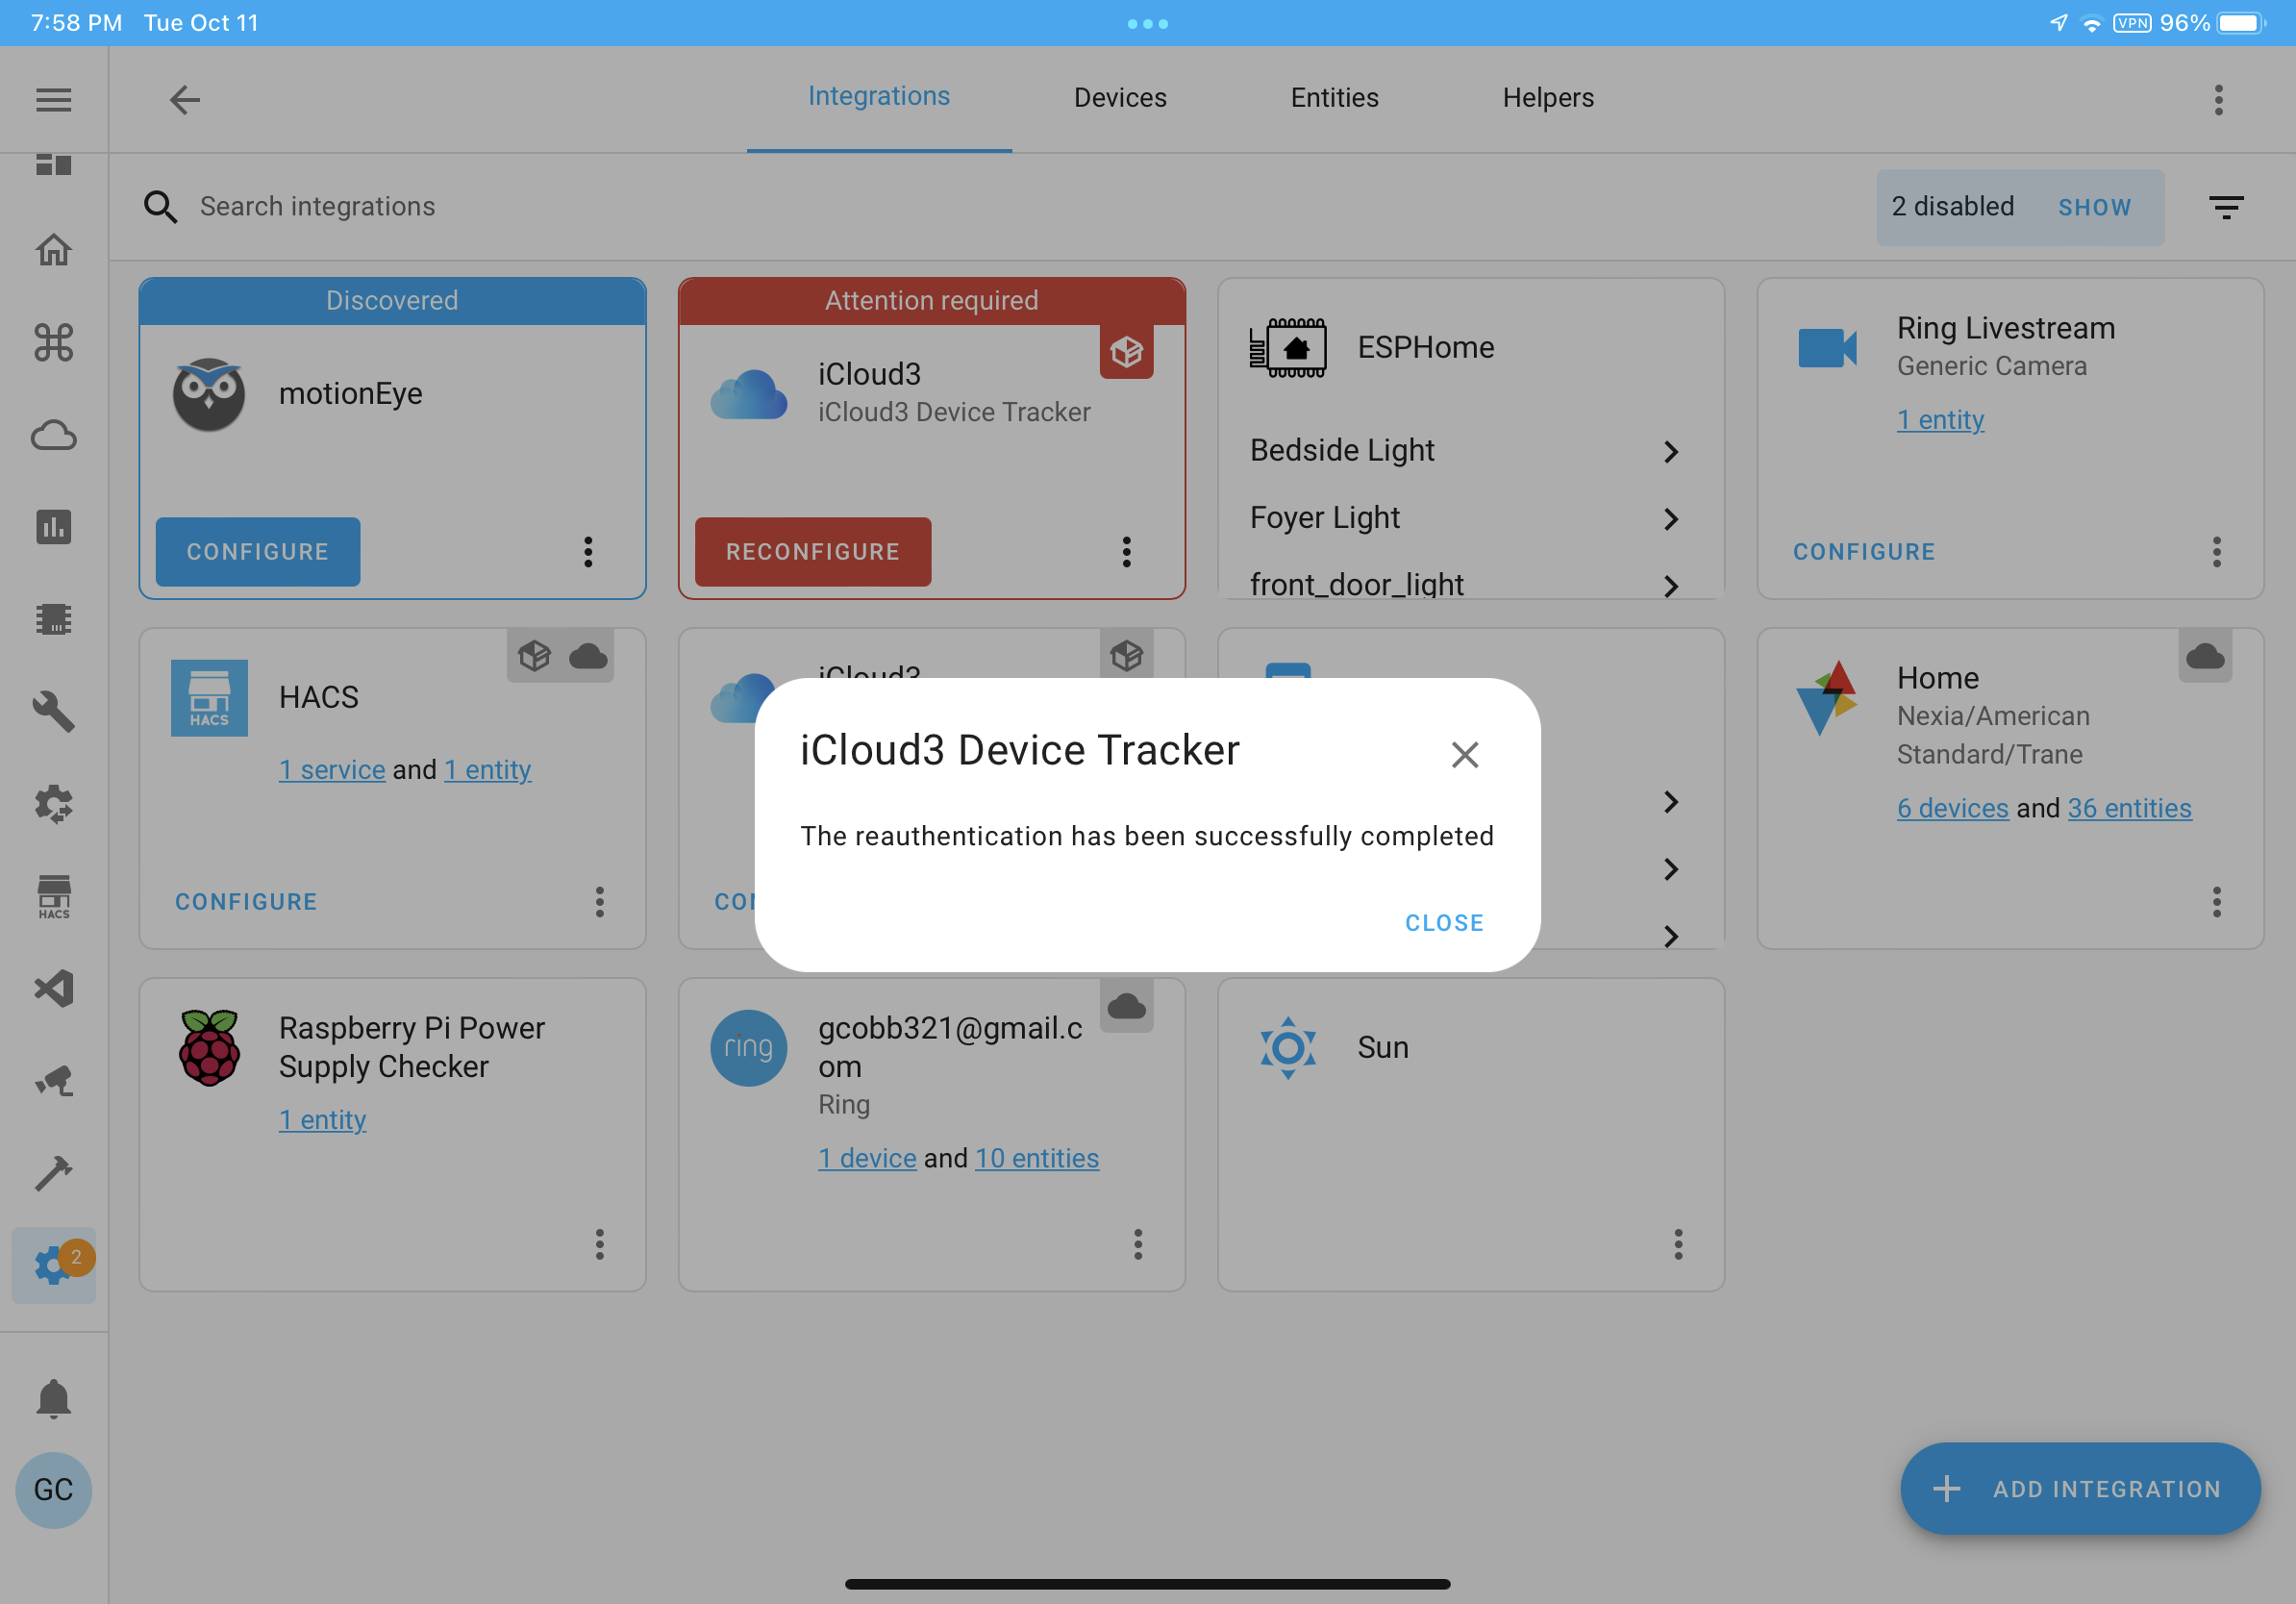 7:58 PM Tue Oct 11
VPN 96%
Integrations Devices Entities Helpers
Search integrations
2 disabled SHOW
Discovered
motionEye
CONFIGURE
Attention required
iCloud3
iCloud3 Device Tracker
RECONFIGURE
ESPHome
Bedside Light
Foyer Light
front_door_light
Ring Livestream
Generic Camera
1 entity
CONFIGURE
HACS
HACS
1 service and 1 entity
CONFIGURE
iCloud3
iCloud3 Device Tracker
The reauthentication has been successfully completed
CLOSE
Home
Nexia/American
Standard/Trane
6 devices and 36 entities
HACS
Raspberry Pi Power
Supply Checker
1 entity
ring
gcobb321@gmail.c
om
Ring
1 device and 10 entities
Sun
2
GC
ADD INTEGRATION